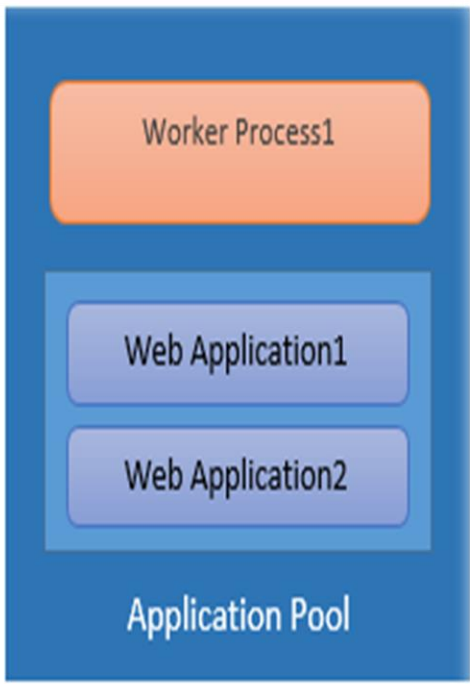 Worker Process1
Web Application1
Web Application2
Application Pool